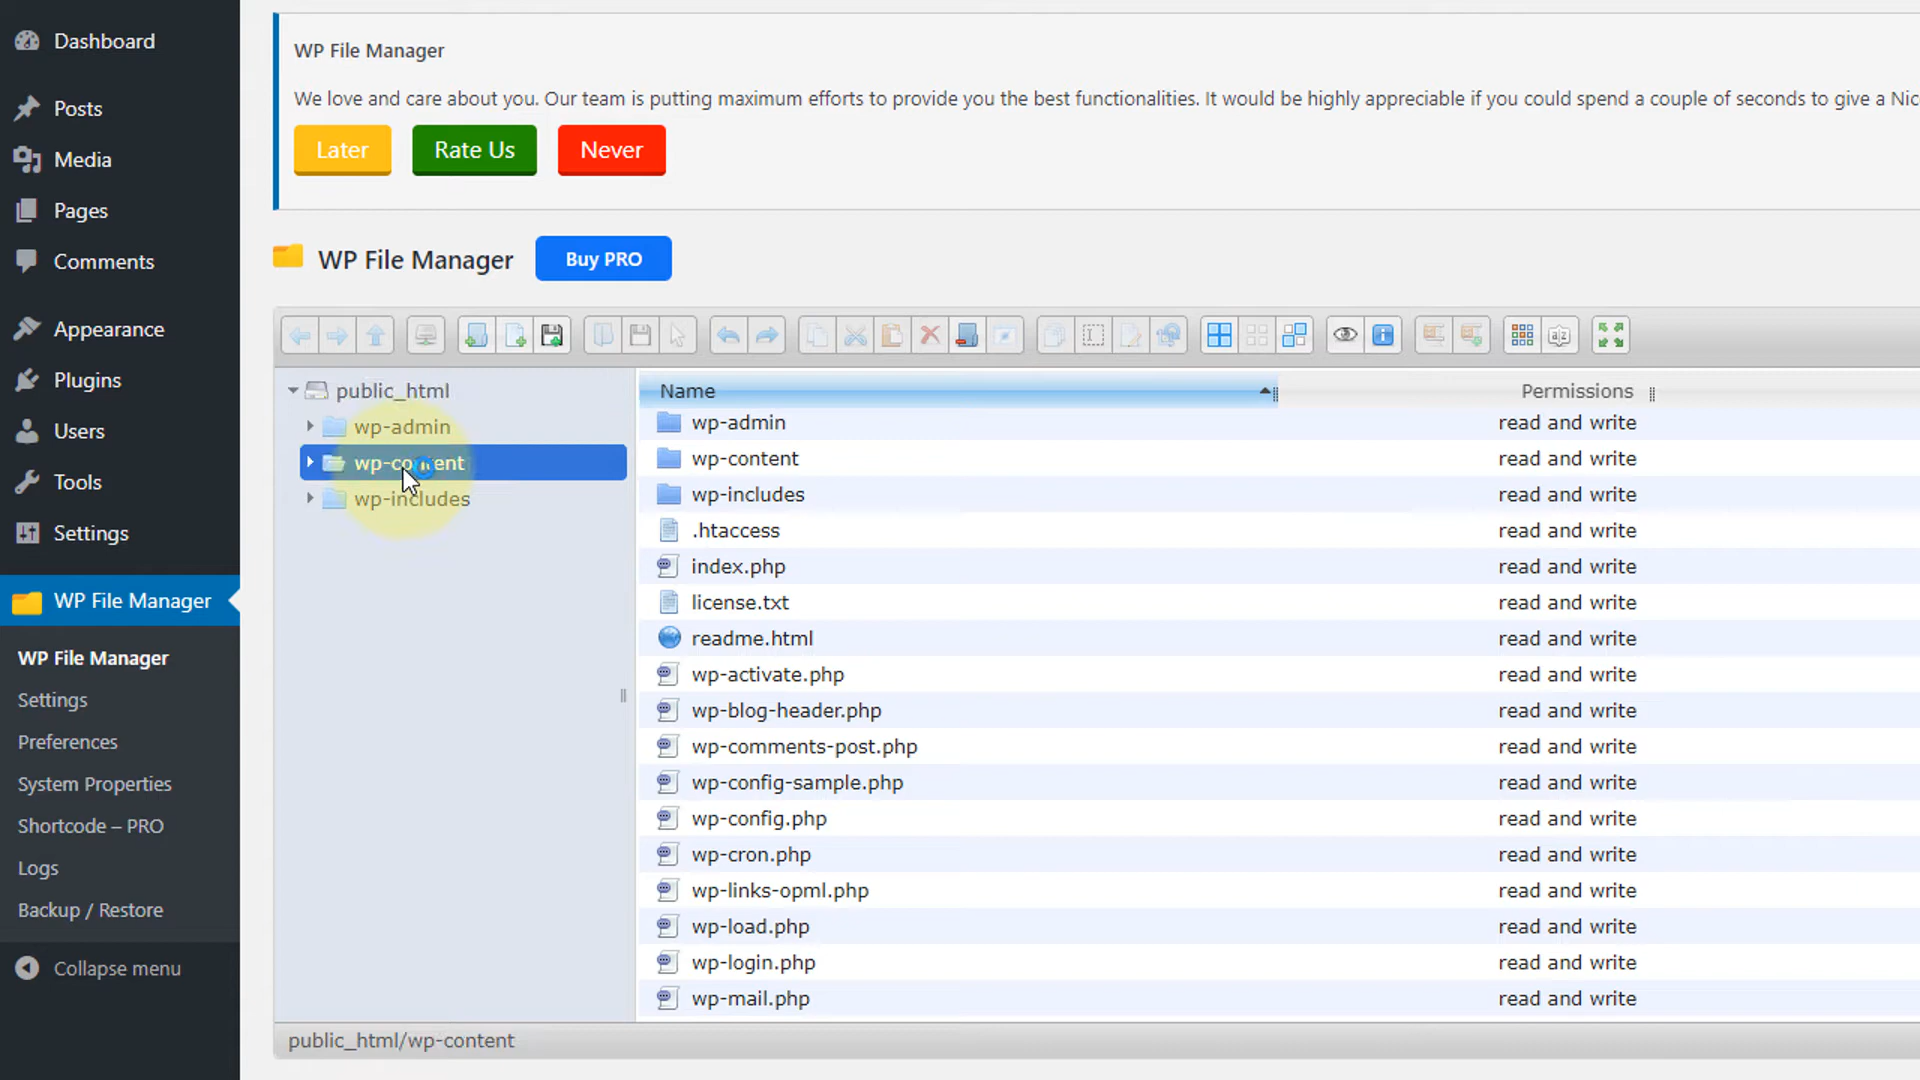 Dashboard
Posts
Media
Pages
Comments
Appearance
Plugins
Users
Tools
Settings
WP File Manager
WP File Manager
Settings
Preferences
System Properties
Shortcode – PRO
Logs
Backup / Restore
Collapse menu
WP File Manager
We love and care about you. Our team is putting maximum efforts to provide you the best functionalities. It would be highly appreciable if you could spend a couple of seconds to give a Nic
Later Rate Us Never
WP File Manager Buy PRO
public_html
wp-admin
wp-content
wp-includes
Name Permissions
wp-admin read and write
wp-content read and write
wp-includes read and write
.htaccess read and write
index.php read and write
license.txt read and write
readme.html read and write
wp-activate.php read and write
wp-blog-header.php read and write
wp-comments-post.php read and write
wp-config-sample.php read and write
wp-config.php read and write
wp-cron.php read and write
wp-links-opml.php read and write
wp-load.php read and write
wp-login.php read and write
wp-mail.php read and write
public_html/wp-content